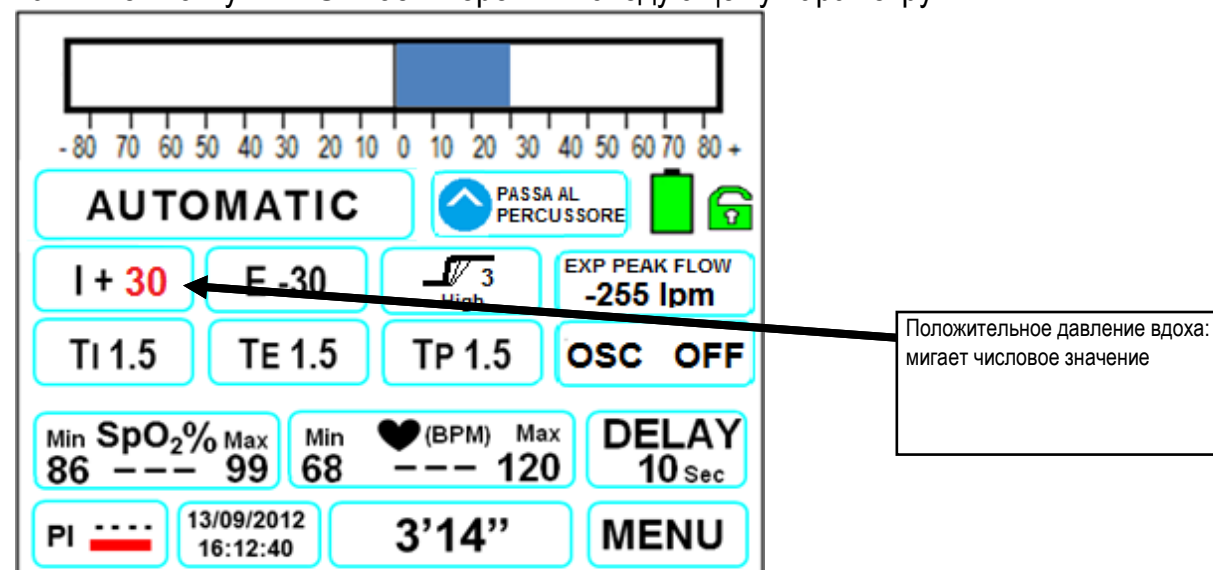 - 80 70 60 50 40 30 20 10 0 10 20 30 40 50 60 70 80 +
AUTOMATIC
PASSA AL
PERCUSSORE
I + 30
E -30
3
High
EXP PEAK FLOW
-255 lpm
Положительное давление вдоха:
мигает числовое значение
TI 1.5
TE 1.5
TP 1.5
OSC OFF
Min SpO₂% Max
86 --- 99
Min ♥(BPM) Max
68 --- 120
DELAY
10 Sec
PI
13/09/2012
16:12:40
3’14”
MENU